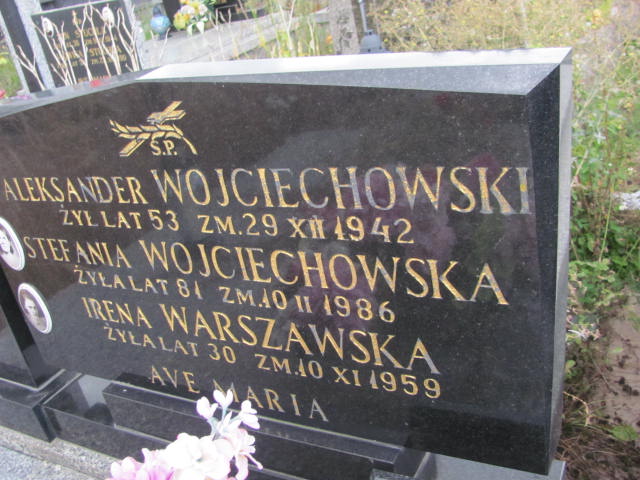 Ś.P.
ALEKSANDER WOJCIECHOWSKI
ŻYŁ LAT 53 ZM. 29 XII 1942
STEFANIA WOJCIECHOWSKA
ŻYŁA LAT 81 ZM. 10 II 1986
IRENA WARSZAWSKA
ŻYŁA LAT 30 ZM. 10 XI 1959
AVE MARIA